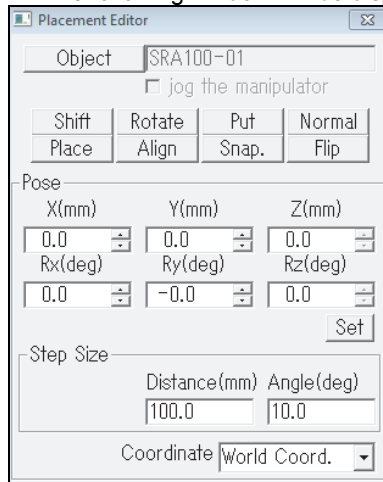 Placement Editor
Object SRA100-01
jog the manipulator
Shift Rotate Put Normal
Place Align Snap. Flip
Pose
X(mm) Y(mm) Z(mm)
0.0 0.0 0.0
Rx(deg) Ry(deg) Rz(deg)
0.0 -0.0 0.0
Set
Step Size
Distance(mm) Angle(deg)
100.0 10.0
Coordinate World Coord.